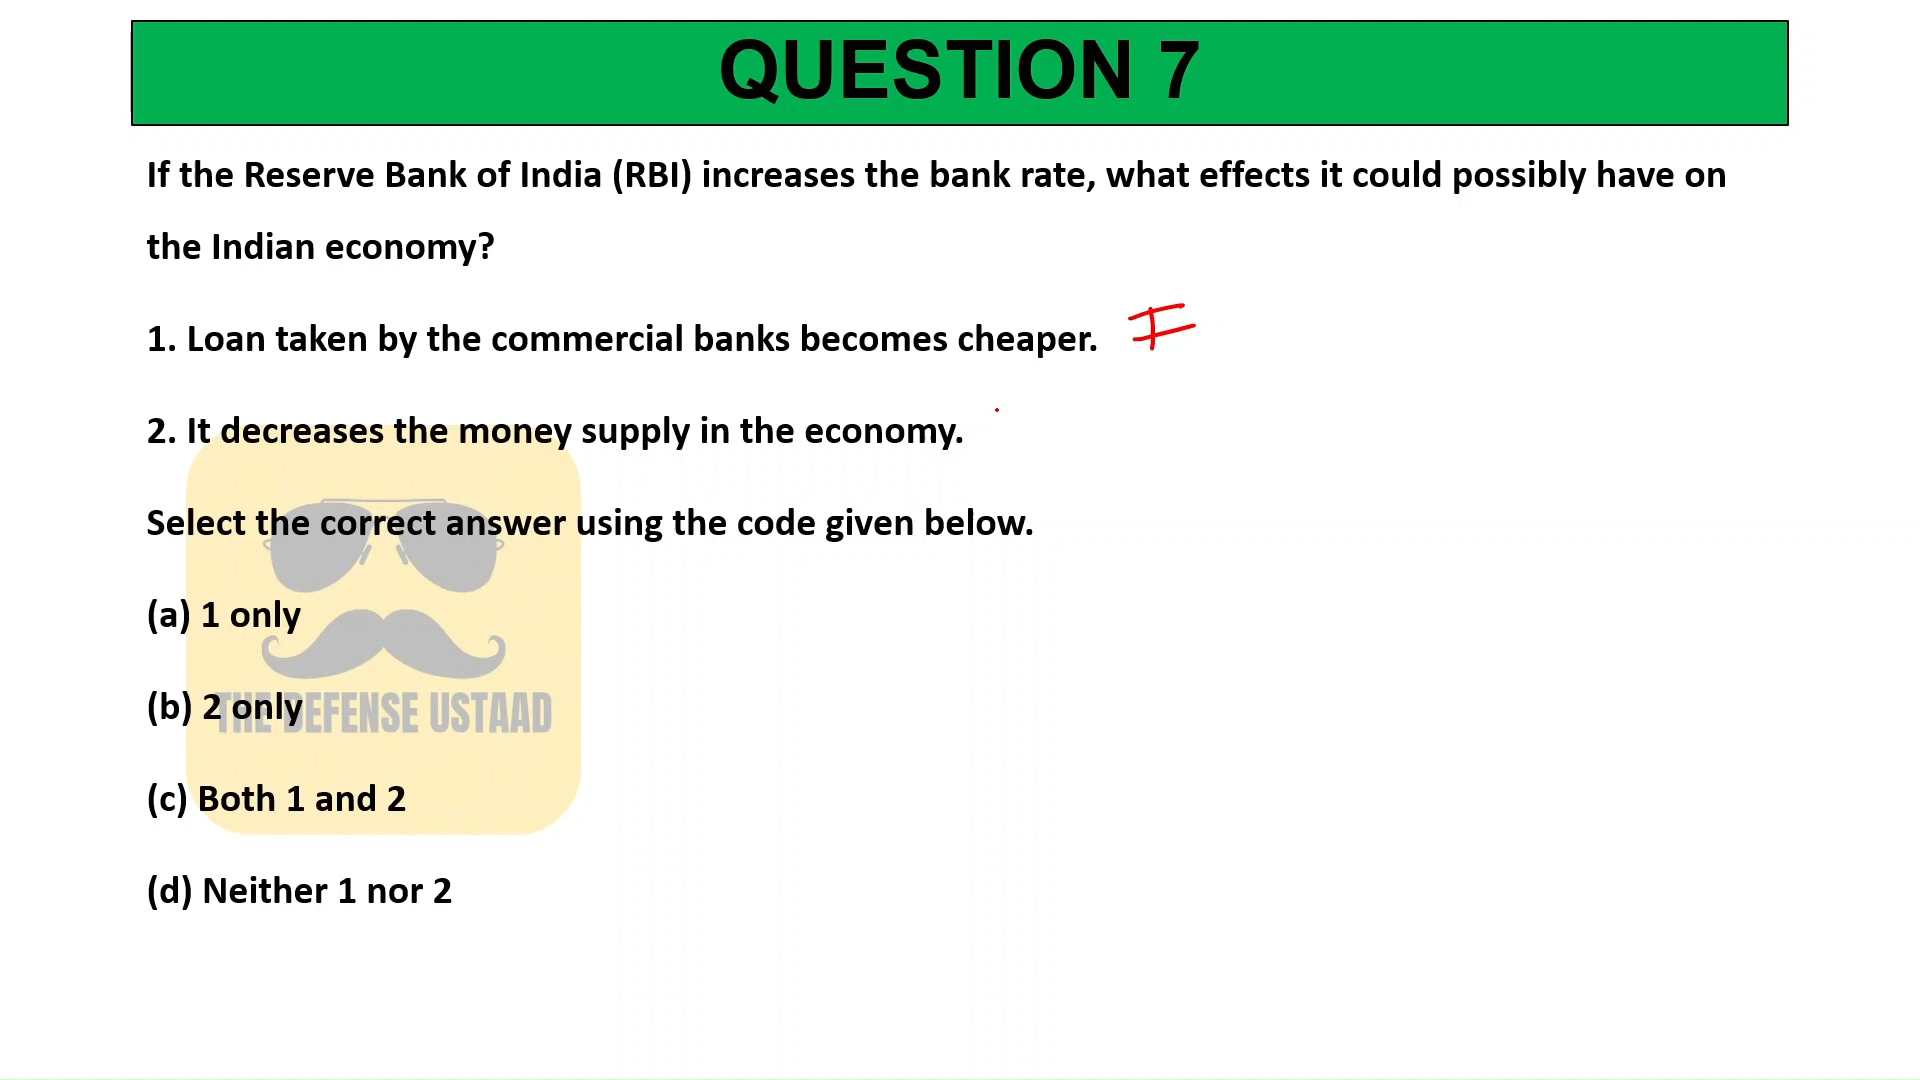 QUESTION 7
If the Reserve Bank of India (RBI) increases the bank rate, what effects it could possibly have on
the Indian economy?
1. Loan taken by the commercial banks becomes cheaper.
2. It decreases the money supply in the economy.
Select the correct answer using the code given below.
(a) 1 only
(b) 2 only
THE DEFENSE USTAAD
(c) Both 1 and 2
(d) Neither 1 nor 2